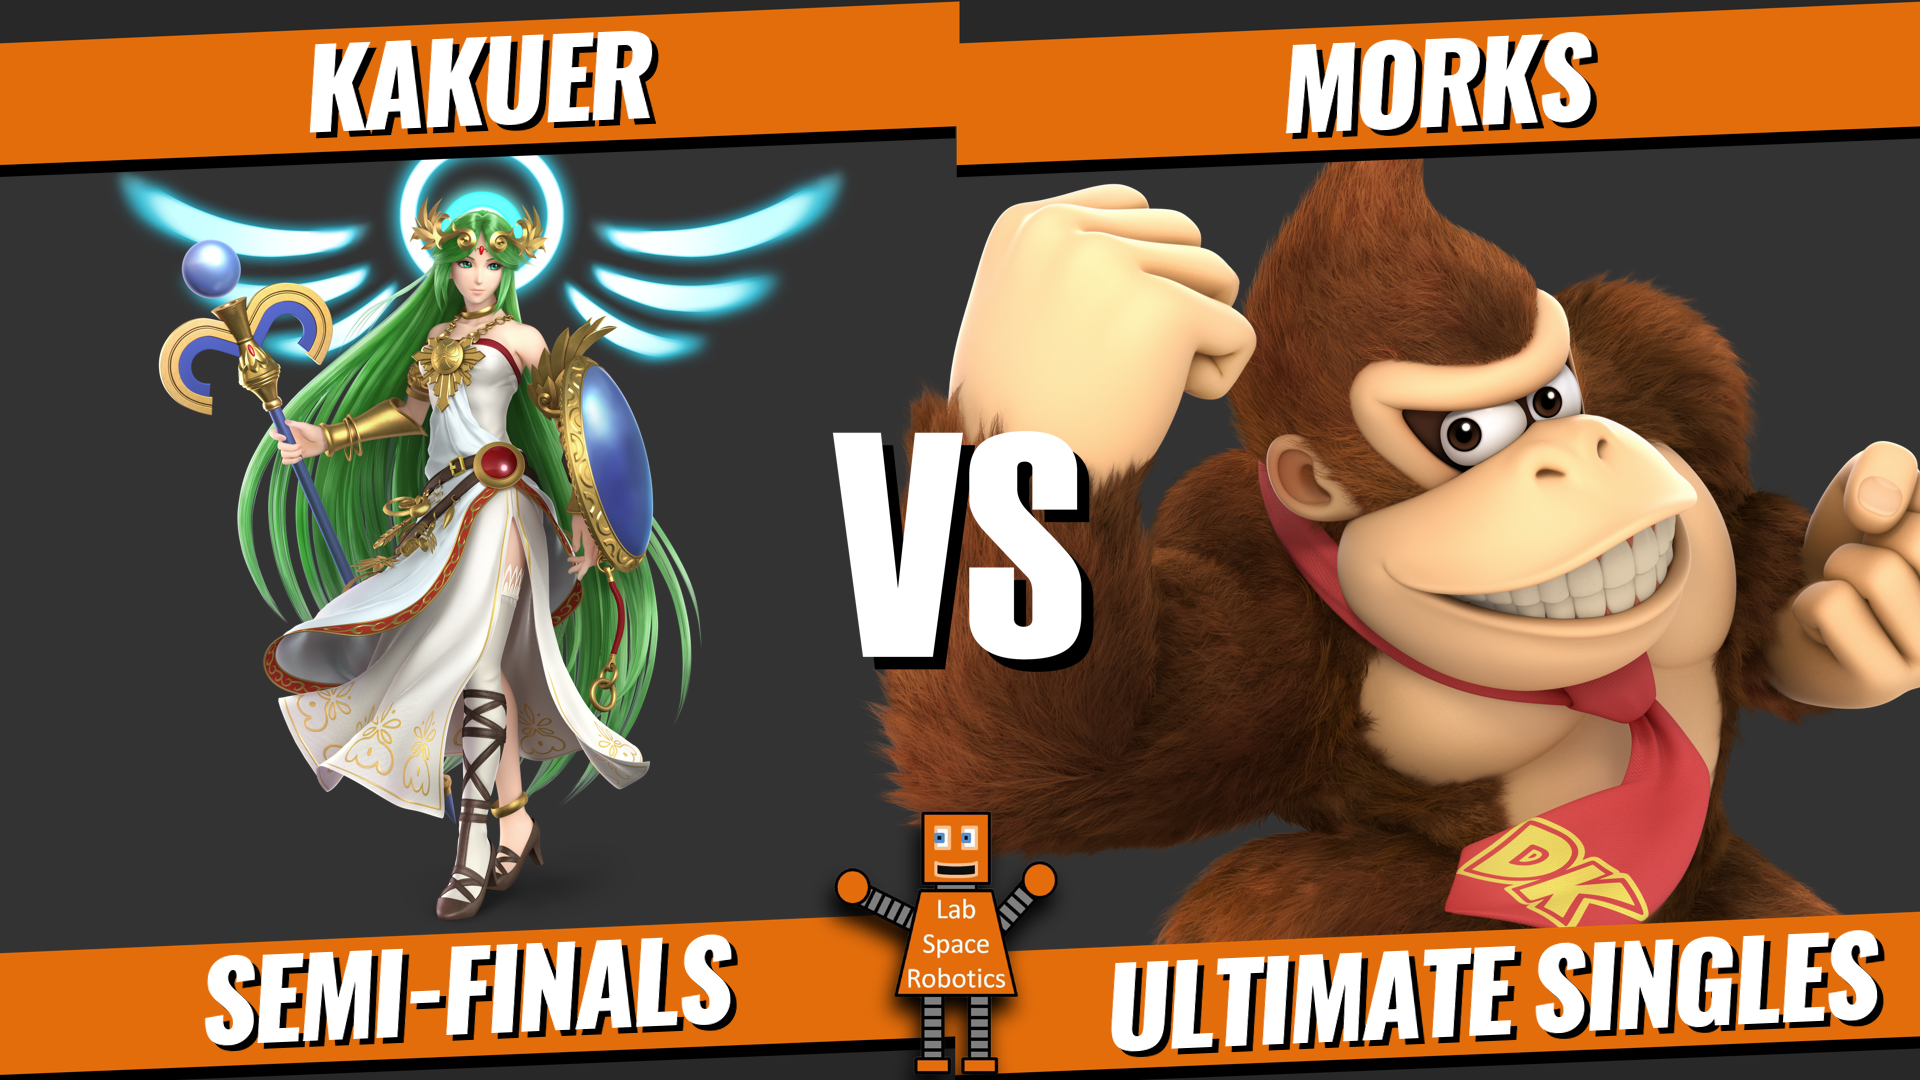 KAKUER
MORKS
VS
DK
Lab
Space
Robotics
SEMI-FINALS
ULTIMATE SINGLES